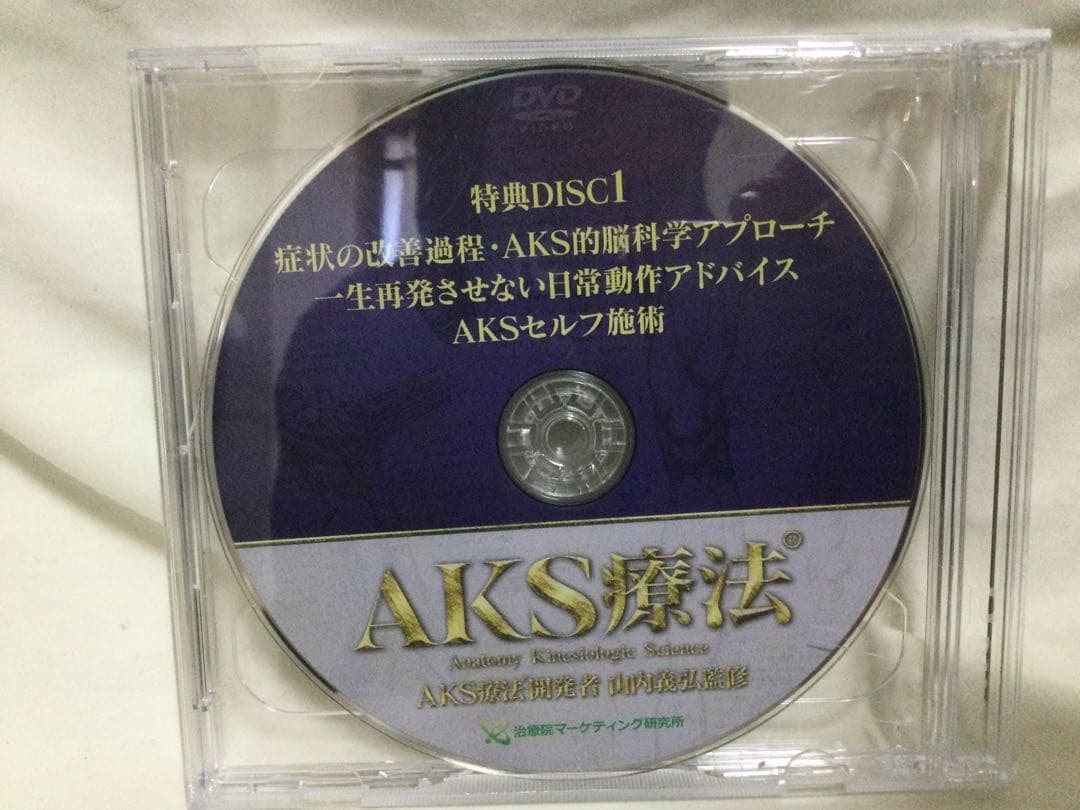 DVD
VIDEO
特典DISC1
症状の改善過程・AKS的脳科学アプローチ
一生再発させない日常動作アドバイス
AKSセルフ施術
AKS療法®
Anatomy Kinesiologic Science
AKS療法開発者 山内義弘監修
治療院マーケティング研究所